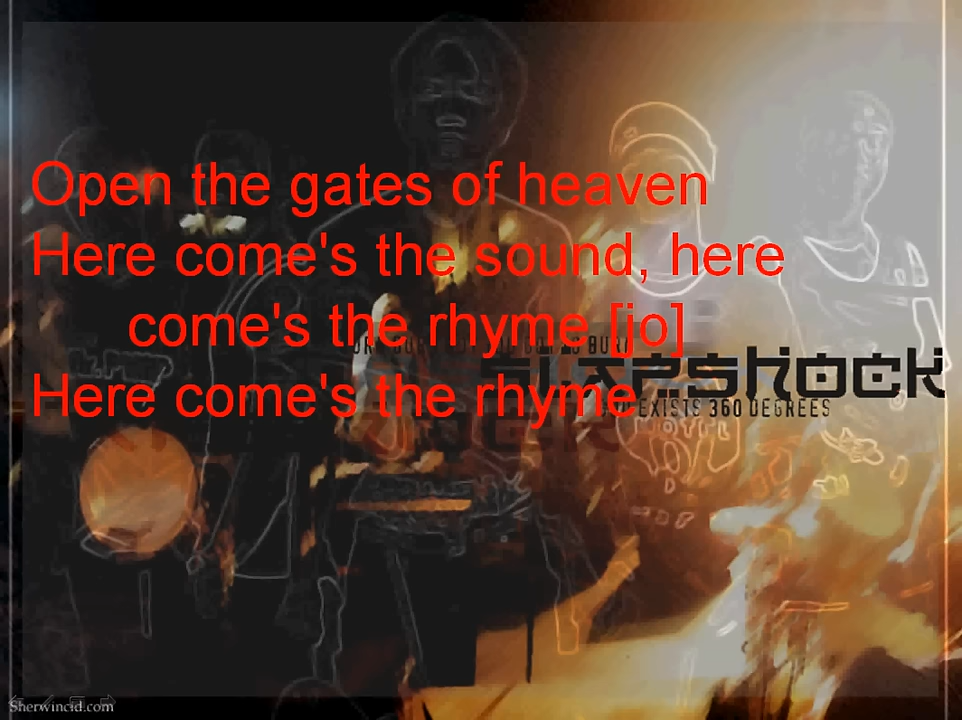 Open the gates of heaven
Here come's the sound, here
come's the rhyme [jo]
Here come's the rhyme
slapshock
EXISTS 360 DEGREES
Sherwincid.com